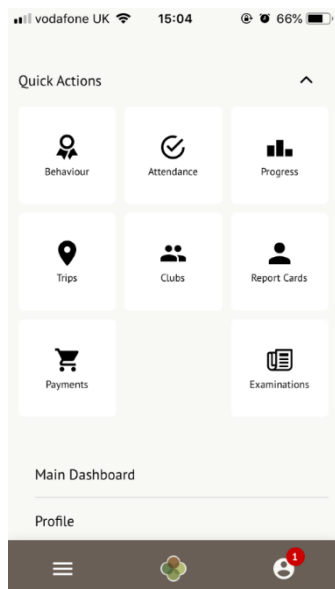 vodafone UK 15:04 66%
Quick Actions
Behaviour Attendance Progress
Trips Clubs Report Cards
Payments Examinations
Main Dashboard
Profile
1